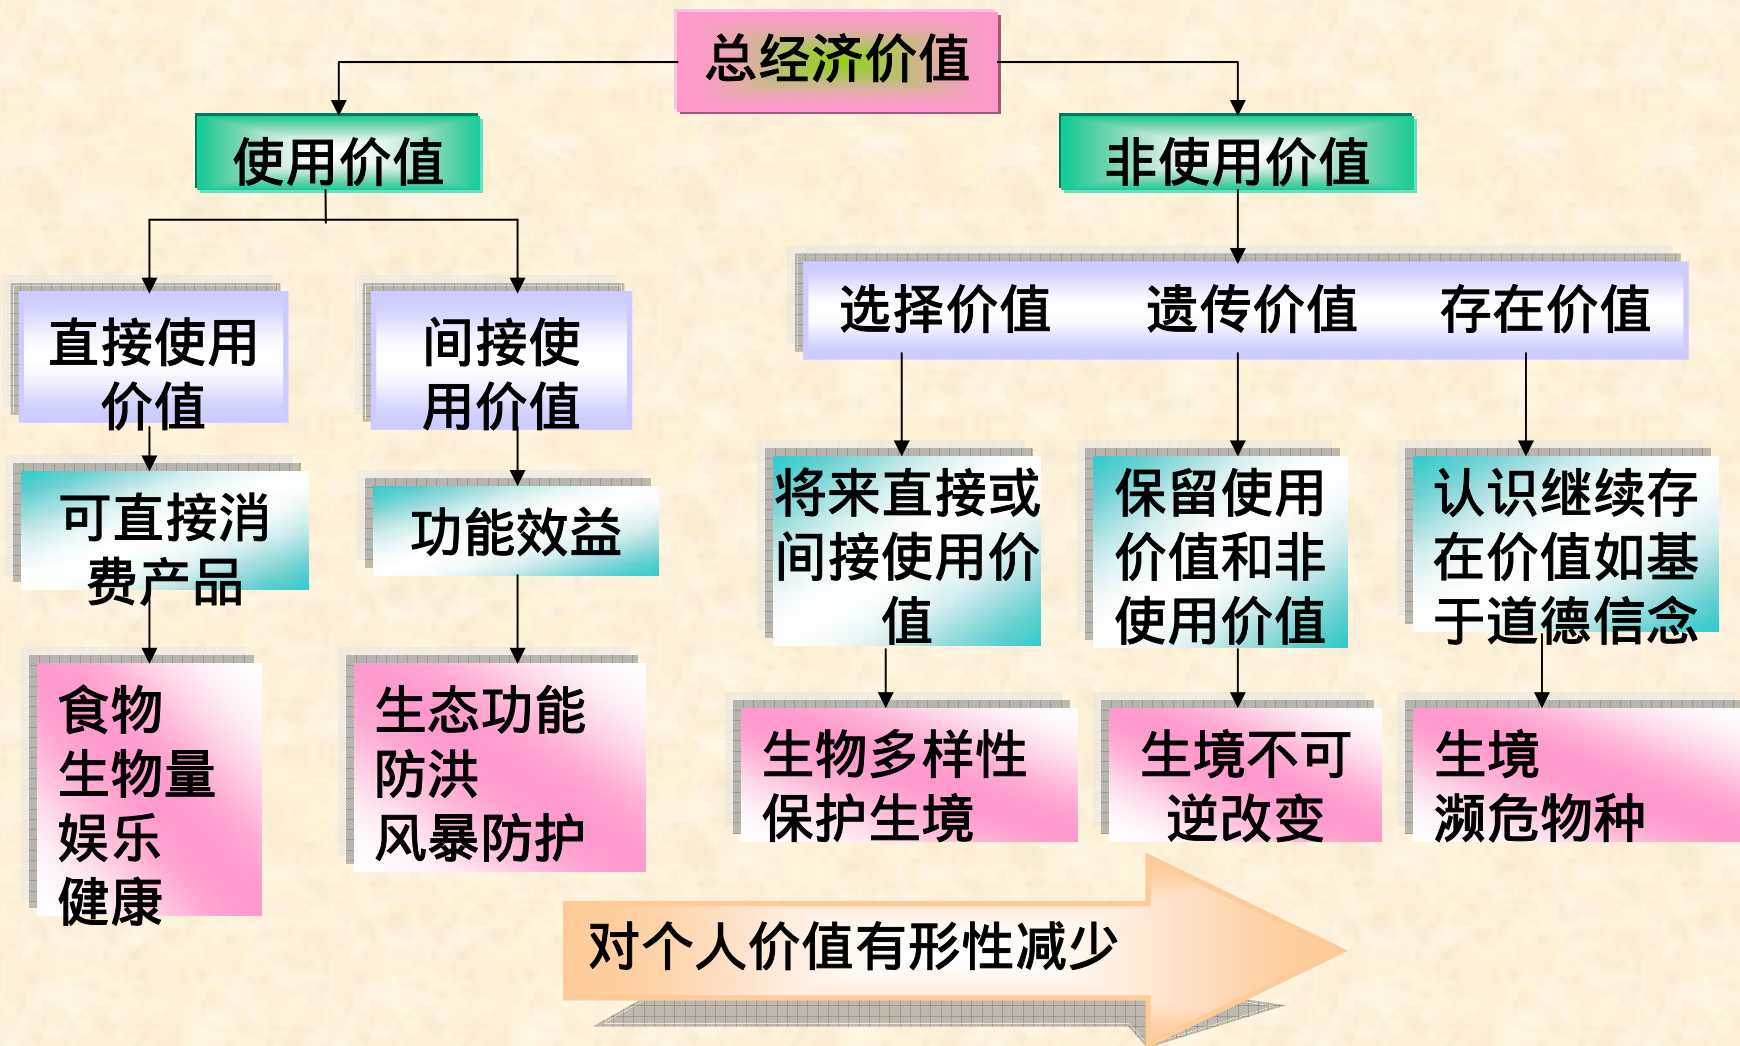 总经济价值
使用价值
非使用价值
直接使用
价值
间接使
用价值
选择价值 遗传价值 存在价值
可直接消
费产品
功能效益
将来直接或
间接使用价
值
保留使用
价值和非
使用价值
认识继续存
在价值如基
于道德信念
食物
生物量
娱乐
健康
生态功能
防洪
风暴防护
生物多样性
保护生境
生境不可
逆改变
生境
濒危物种
对个人价值有形性减少